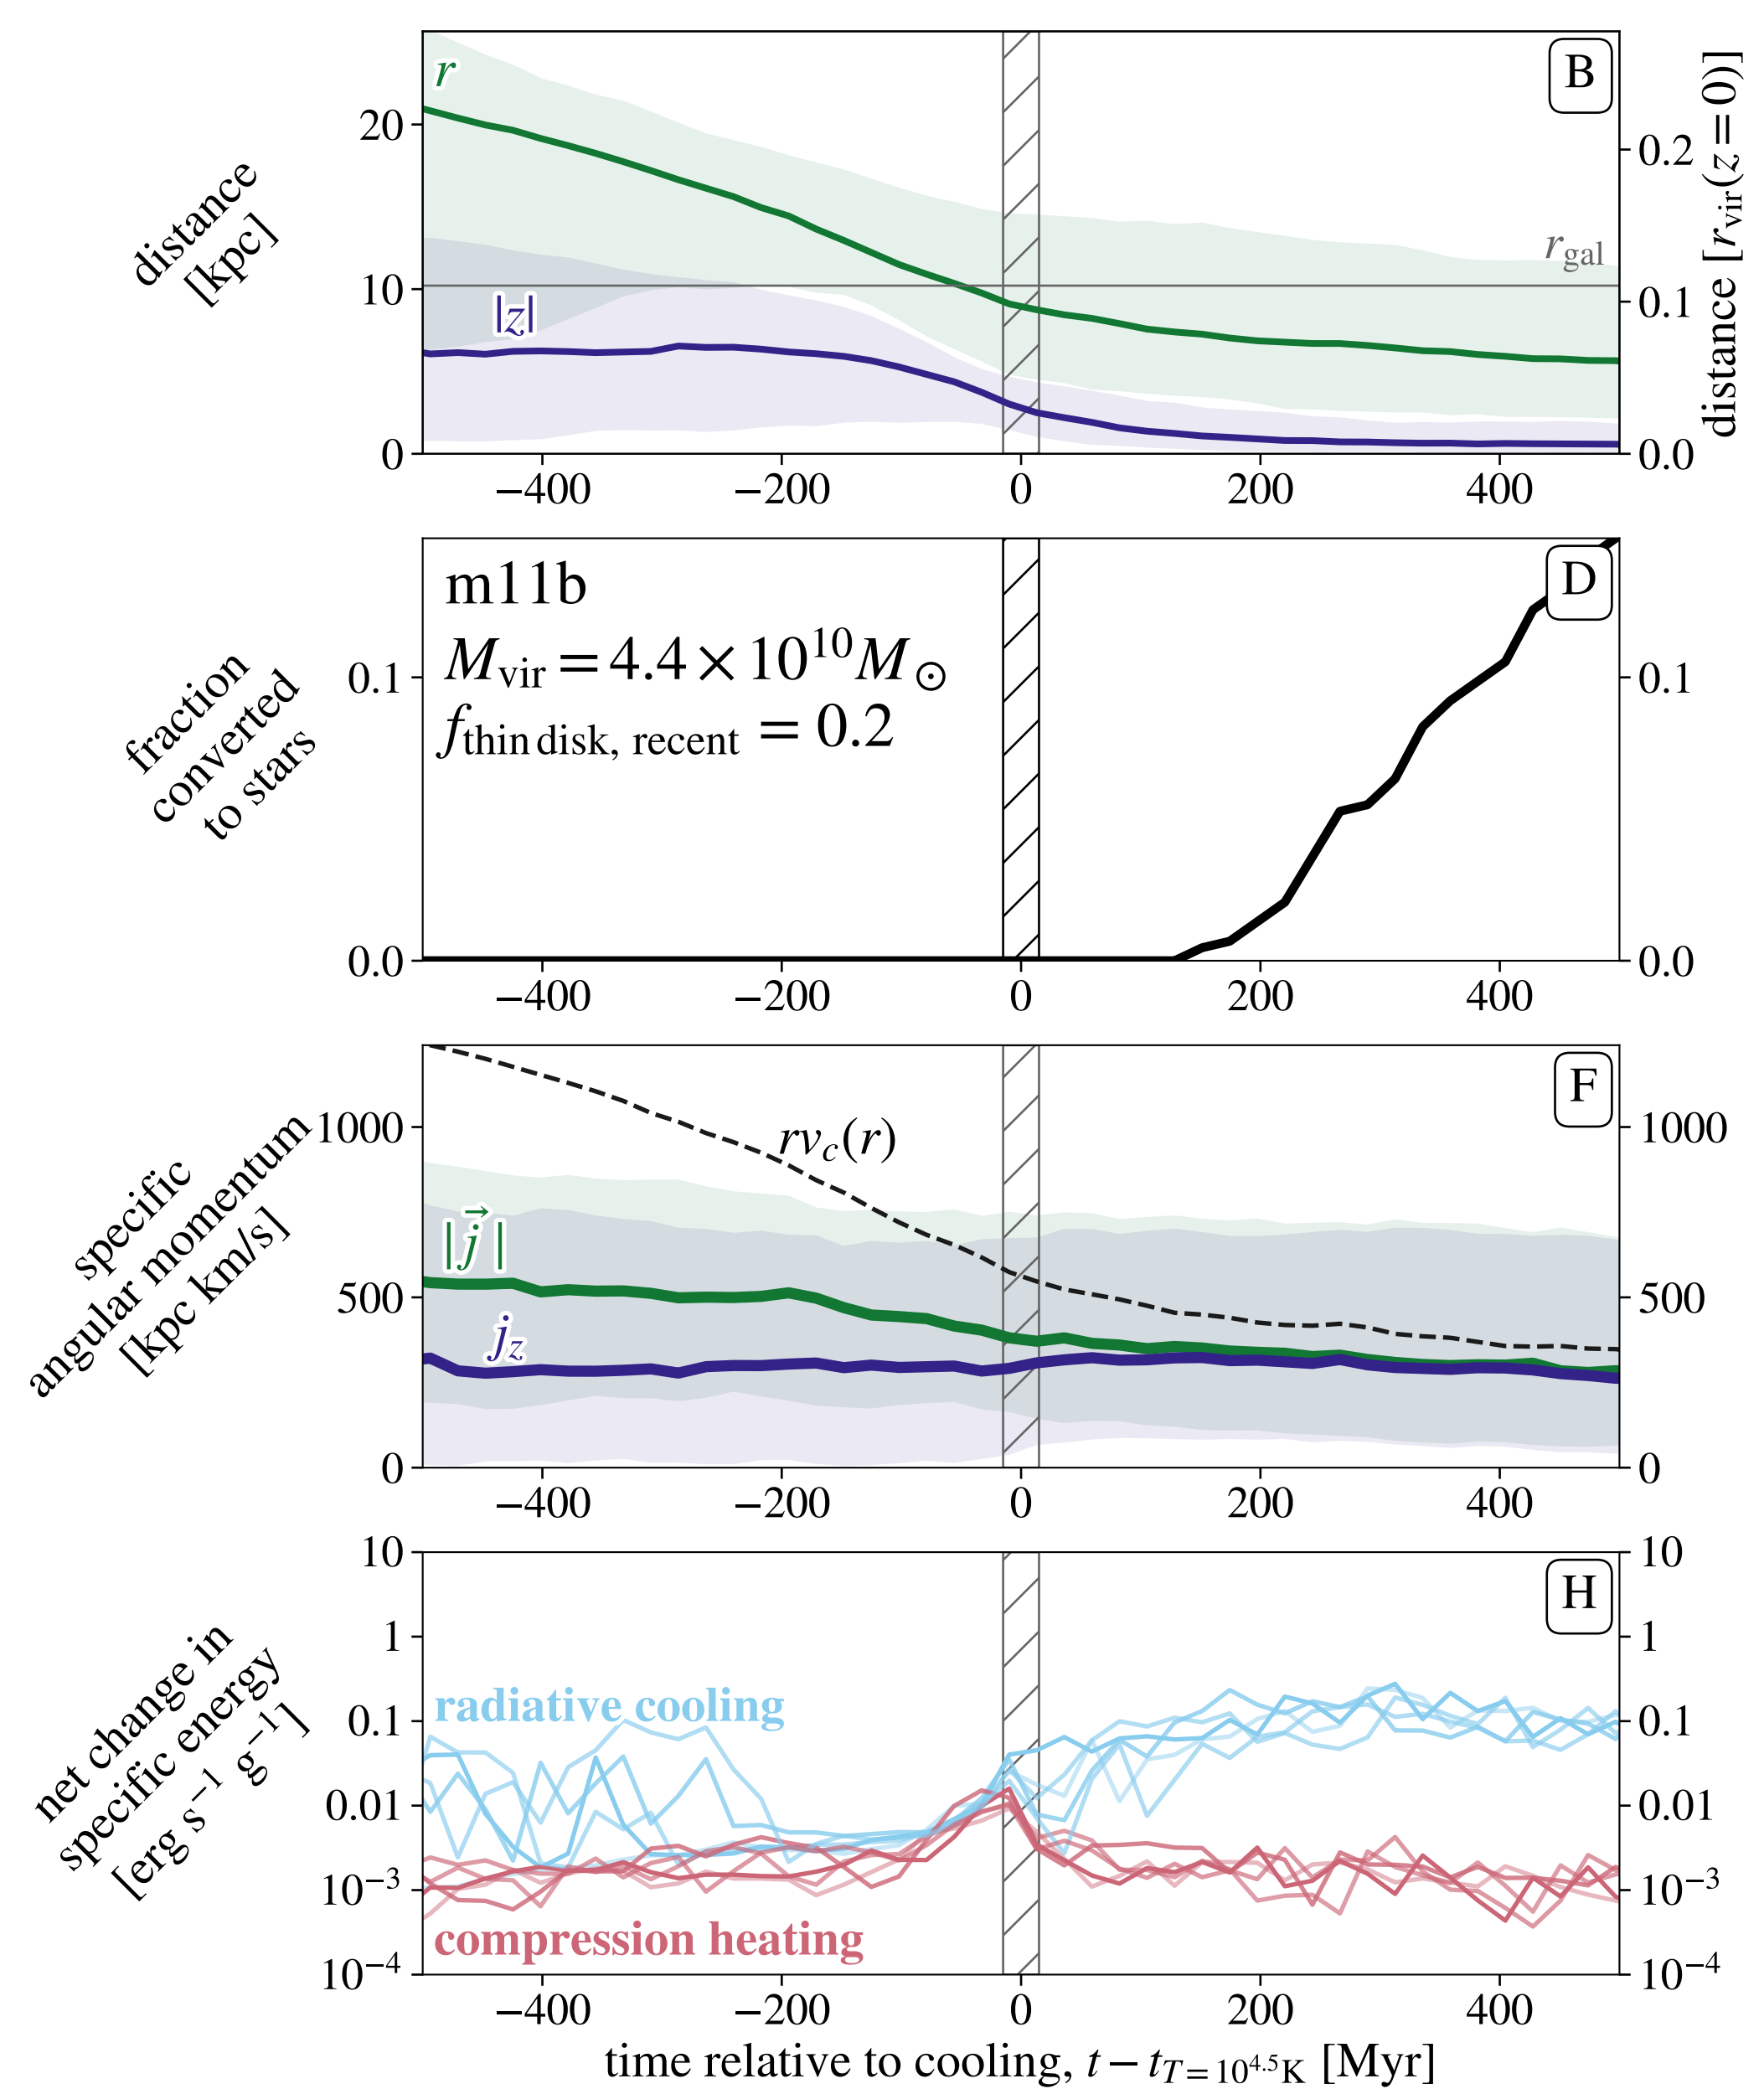 B
r
|z|
r_gal
distance
[kpc]
20
10
0
0.2
0.1
0.0
distance [r_vir(z=0)]
−400 −200 0 200 400
D
m11b
M_vir = 4.4 × 10^10 M_⊙
f_thin disk, recent = 0.2
fraction
converted
to stars
0.1
0.0
0.1
0.0
−400 −200 0 200 400
F
rv_c(r)
|j⃗|
j_z
specific
angular momentum
[kpc km/s]
1000
500
0
1000
500
0
−400 −200 0 200 400
H
radiative cooling
compression heating
net change in
specific energy
[erg s^−1 g^−1]
10
1
0.1
0.01
10^−3
10^−4
10
1
0.1
0.01
10^−3
10^−4
−400 −200 0 200 400
time relative to cooling, t − t_T=10^4.5K [Myr]